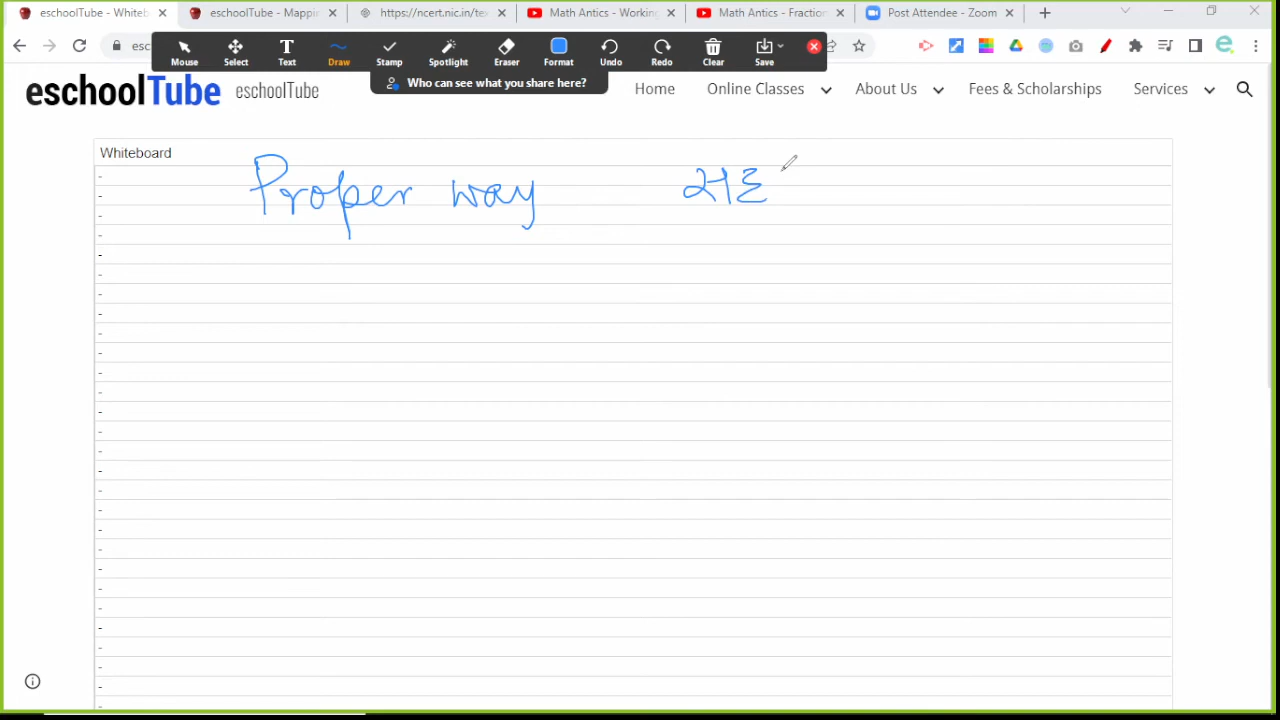 eschoolTube - Whiteb eschoolTube - Mappin https://ncert.nic.in/te Math Antics - Working Math Antics - Fraction Post Attendee - Zoom
esc
Mouse Select Text Draw Stamp Spotlight Eraser Format Undo Redo Clear Save
Who can see what you share here?
eschoolTube eschoolTube Home Online Classes About Us Fees & Scholarships Services
Whiteboard
Proper way